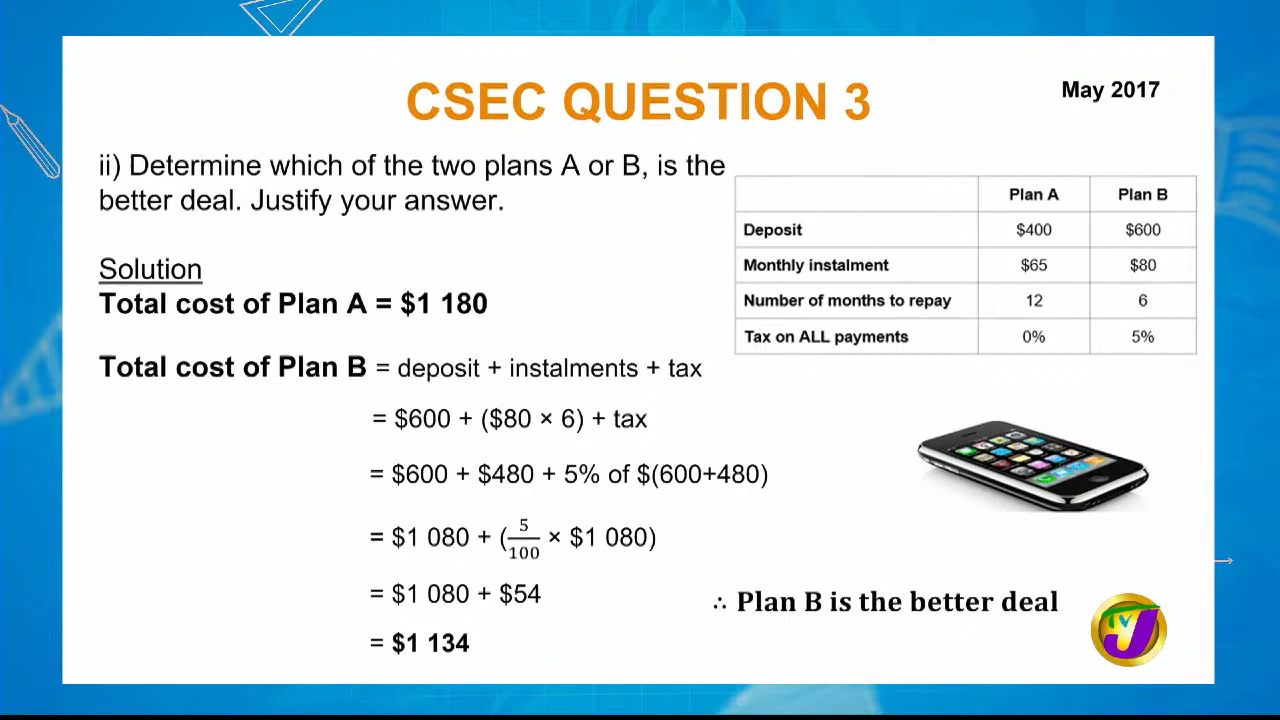 CSEC QUESTION 3
May 2017
ii) Determine which of the two plans A or B, is the
better deal. Justify your answer.
Plan A Plan B
Deposit $400 $600
Monthly instalment $65 $80
Number of months to repay 12 6
Tax on ALL payments 0% 5%
Solution
Total cost of Plan A = $1 180
Total cost of Plan B = deposit + instalments + tax
= $600 + ($80 × 6) + tax
= $600 + $480 + 5% of $(600+480)
= $1 080 + (5/100 × $1 080)
= $1 080 + $54
= $1 134
∴ Plan B is the better deal
TVJ